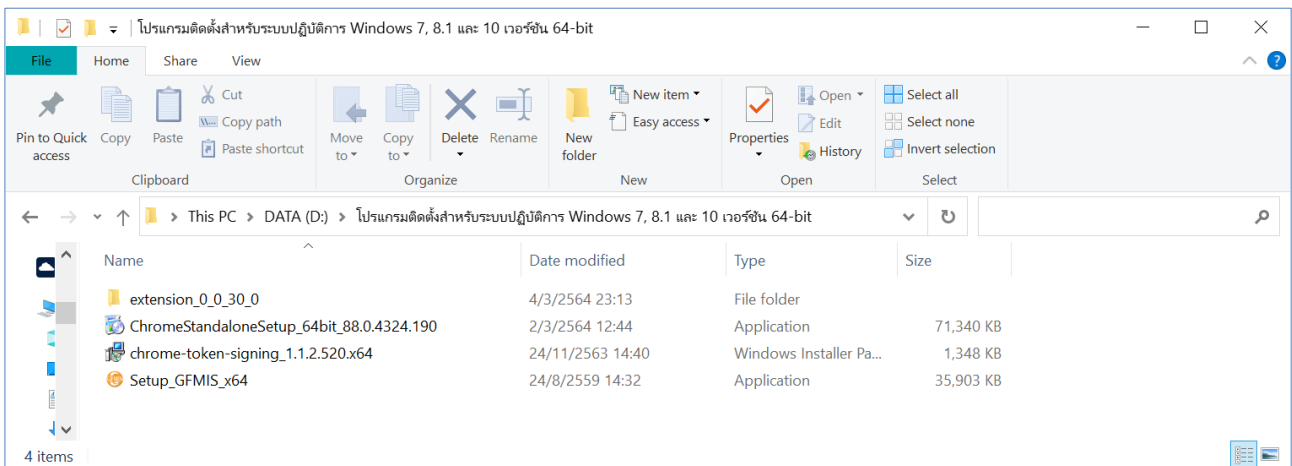 โปรแกรมติดตั้งสำหรับระบบปฏิบัติการ Windows 7, 8.1 และ 10 เวอร์ชัน 64-bit
File Home Share View
Pin to Quick access
Copy
Paste
Cut
Copy path
Paste shortcut
Move to
Copy to
Delete
Rename
New folder
New item
Easy access
Properties
Open
Edit
History
Select all
Select none
Invert selection
Clipboard Organize New Open Select
This PC > DATA (D:) > โปรแกรมติดตั้งสำหรับระบบปฏิบัติการ Windows 7, 8.1 และ 10 เวอร์ชัน 64-bit
Name Date modified Type Size
extension_0_0_30_0 4/3/2564 23:13 File folder
ChromeStandaloneSetup_64bit_88.0.4324.190 2/3/2564 12:44 Application 71,340 KB
chrome-token-signing_1.1.2.520.x64 24/11/2563 14:40 Windows Installer Pa... 1,348 KB
Setup_GFMIS_x64 24/8/2559 14:32 Application 35,903 KB
4 items